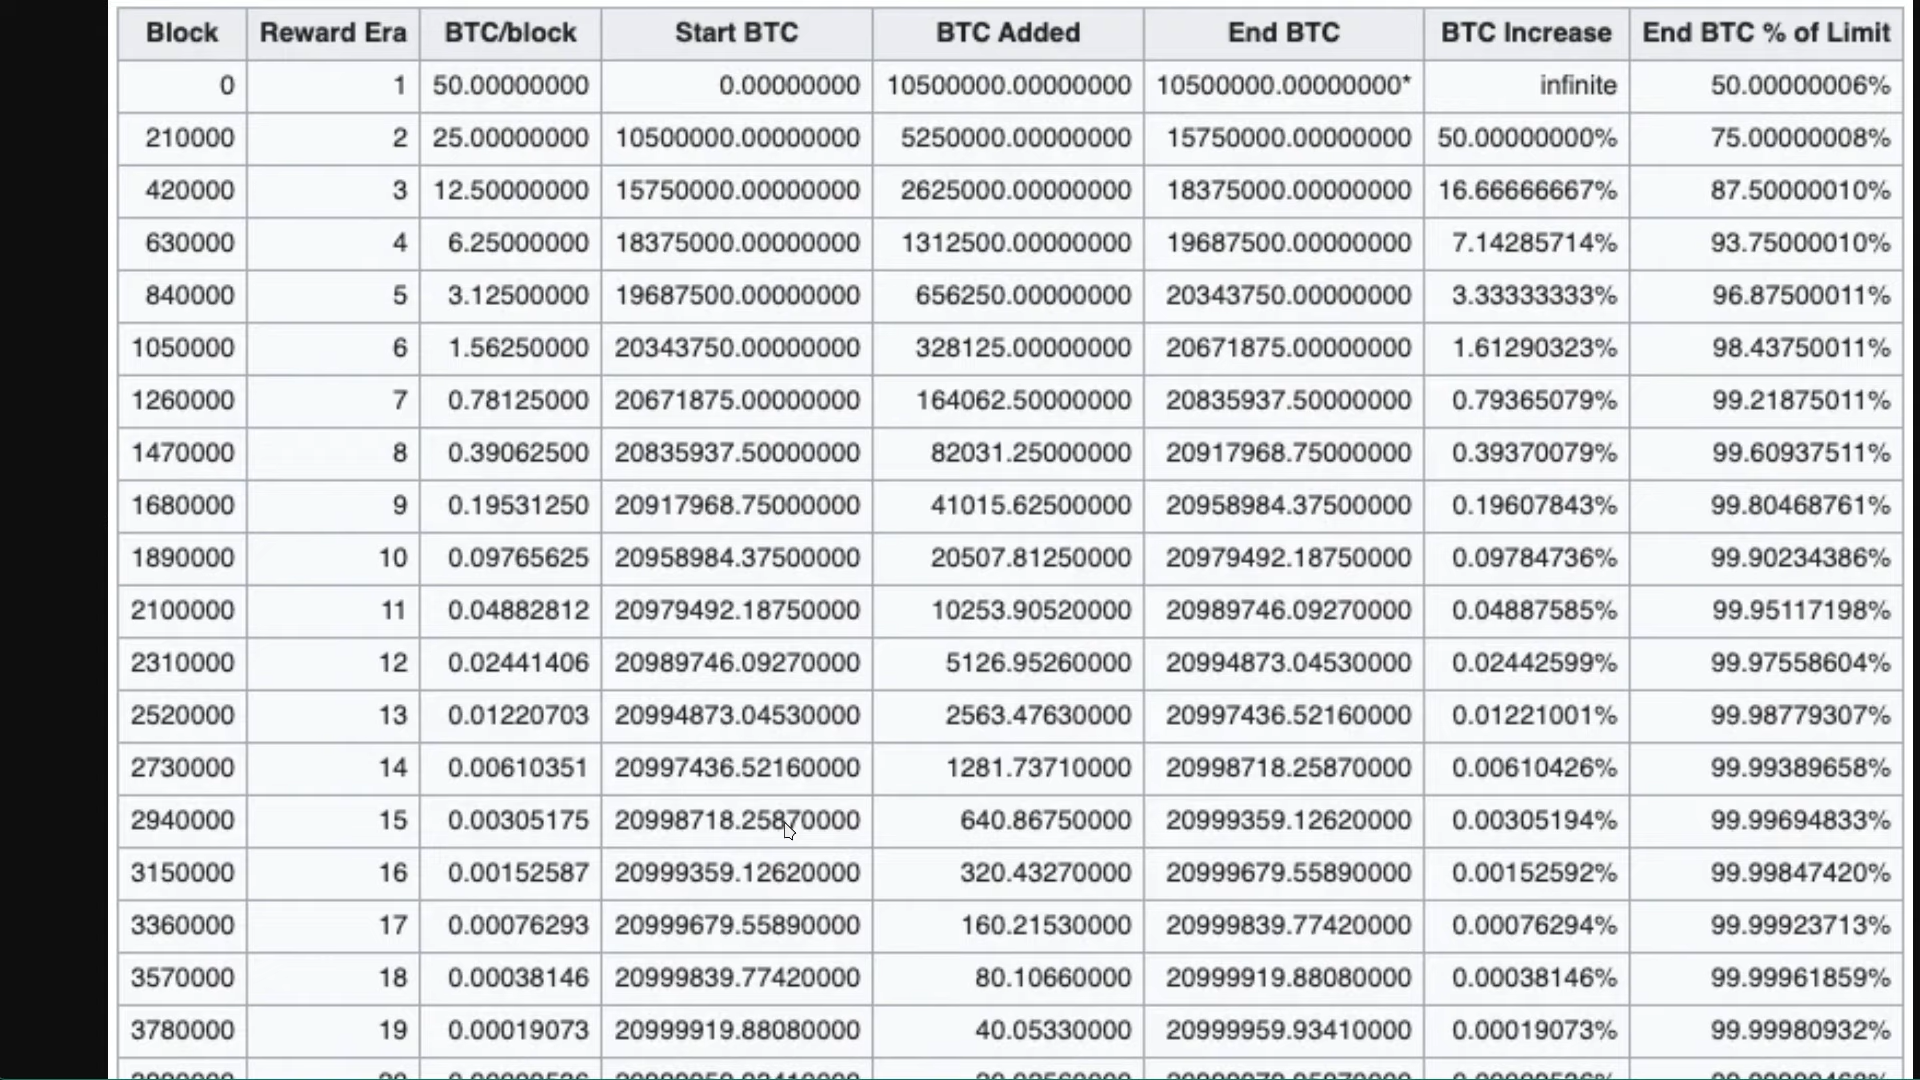 Block Reward Era BTC/block Start BTC BTC Added End BTC BTC Increase End BTC % of Limit
0 1 50.00000000 0.00000000 10500000.00000000 10500000.00000000* infinite 50.00000006%
210000 2 25.00000000 10500000.00000000 5250000.00000000 15750000.00000000 50.00000000% 75.00000008%
420000 3 12.50000000 15750000.00000000 2625000.00000000 18375000.00000000 16.66666667% 87.50000010%
630000 4 6.25000000 18375000.00000000 1312500.00000000 19687500.00000000 7.14285714% 93.75000010%
840000 5 3.12500000 19687500.00000000 656250.00000000 20343750.00000000 3.33333333% 96.87500011%
1050000 6 1.56250000 20343750.00000000 328125.00000000 20671875.00000000 1.61290323% 98.43750011%
1260000 7 0.78125000 20671875.00000000 164062.50000000 20835937.50000000 0.79365079% 99.21875011%
1470000 8 0.39062500 20835937.50000000 82031.25000000 20917968.75000000 0.39370079% 99.60937511%
1680000 9 0.19531250 20917968.75000000 41015.62500000 20958984.37500000 0.19607843% 99.80468761%
1890000 10 0.09765625 20958984.37500000 20507.81250000 20979492.18750000 0.09784736% 99.90234386%
2100000 11 0.04882812 20979492.18750000 10253.90520000 20989746.09270000 0.04887585% 99.95117198%
2310000 12 0.02441406 20989746.09270000 5126.95260000 20994873.04530000 0.02442599% 99.97558604%
2520000 13 0.01220703 20994873.04530000 2563.47630000 20997436.52160000 0.01221001% 99.98779307%
2730000 14 0.00610351 20997436.52160000 1281.73710000 20998718.25870000 0.00610426% 99.99389658%
2940000 15 0.00305175 20998718.25870000 640.86750000 20999359.12620000 0.00305194% 99.99694833%
3150000 16 0.00152587 20999359.12620000 320.43270000 20999679.55890000 0.00152592% 99.99847420%
3360000 17 0.00076293 20999679.55890000 160.21530000 20999839.77420000 0.00076294% 99.99923713%
3570000 18 0.00038146 20999839.77420000 80.10660000 20999919.88080000 0.00038146% 99.99961859%
3780000 19 0.00019073 20999919.88080000 40.05330000 20999959.93410000 0.00019073% 99.99980932%